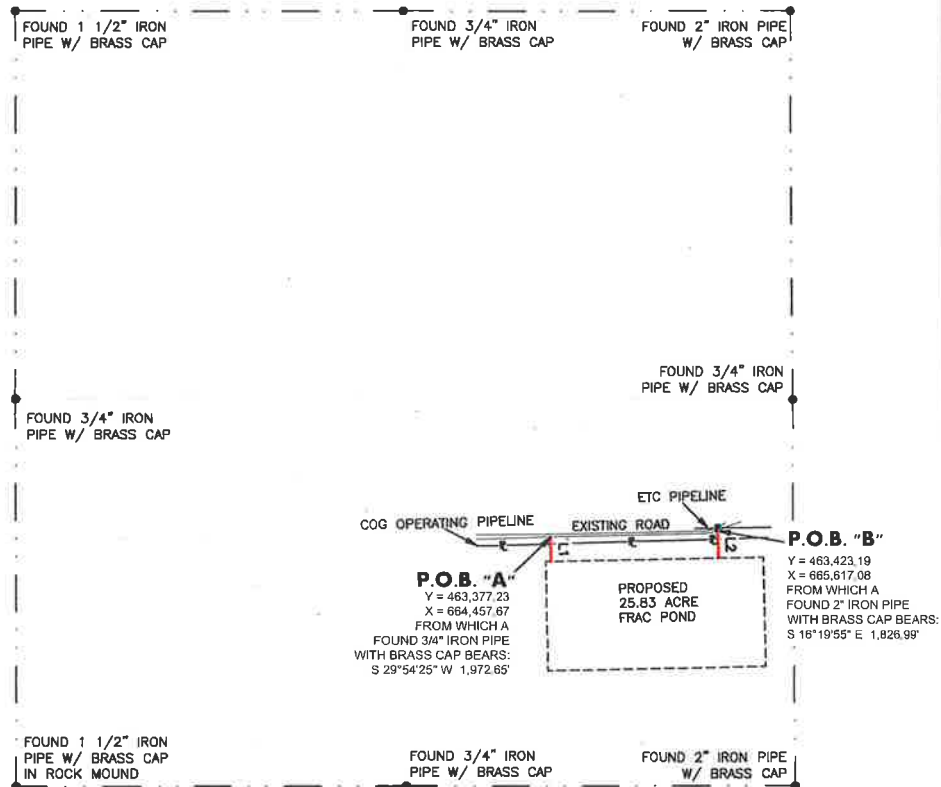 FOUND 1 1/2" IRON
PIPE W/ BRASS CAP
FOUND 3/4" IRON
PIPE W/ BRASS CAP
FOUND 2" IRON PIPE
W/ BRASS CAP
FOUND 3/4" IRON
PIPE W/ BRASS CAP
FOUND 3/4" IRON
PIPE W/ BRASS CAP
ETC PIPELINE
COG OPERATING PIPELINE
EXISTING ROAD
L1
L2
P.O.B. "A"
Y = 463,377.23
X = 664,457.67
FROM WHICH A
FOUND 3/4" IRON PIPE
WITH BRASS CAP BEARS:
S 29°54'25" W 1,972.65'
PROPOSED
25.83 ACRE
FRAC POND
P.O.B. "B"
Y = 463,423.19
X = 665,617.08
FROM WHICH A
FOUND 2" IRON PIPE
WITH BRASS CAP BEARS:
S 16°19'55" E 1,826.99'
FOUND 1 1/2" IRON
PIPE W/ BRASS CAP
IN ROCK MOUND
FOUND 3/4" IRON
PIPE W/ BRASS CAP
FOUND 2" IRON PIPE
W/ BRASS CAP